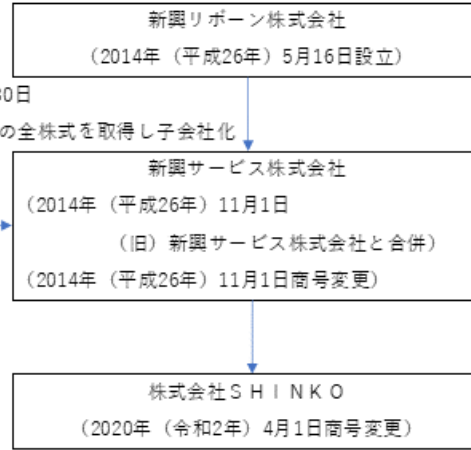 新興リボーン株式会社
（2014年（平成26年）5月16日設立）
30日
の全株式を取得し子会社化
新興サービス株式会社
（2014年（平成26年）11月1日
（旧）新興サービス株式会社と合併）
（2014年（平成26年）11月1日商号変更）
株式会社ＳＨＩＮＫＯ
（2020年（令和2年）4月1日商号変更）